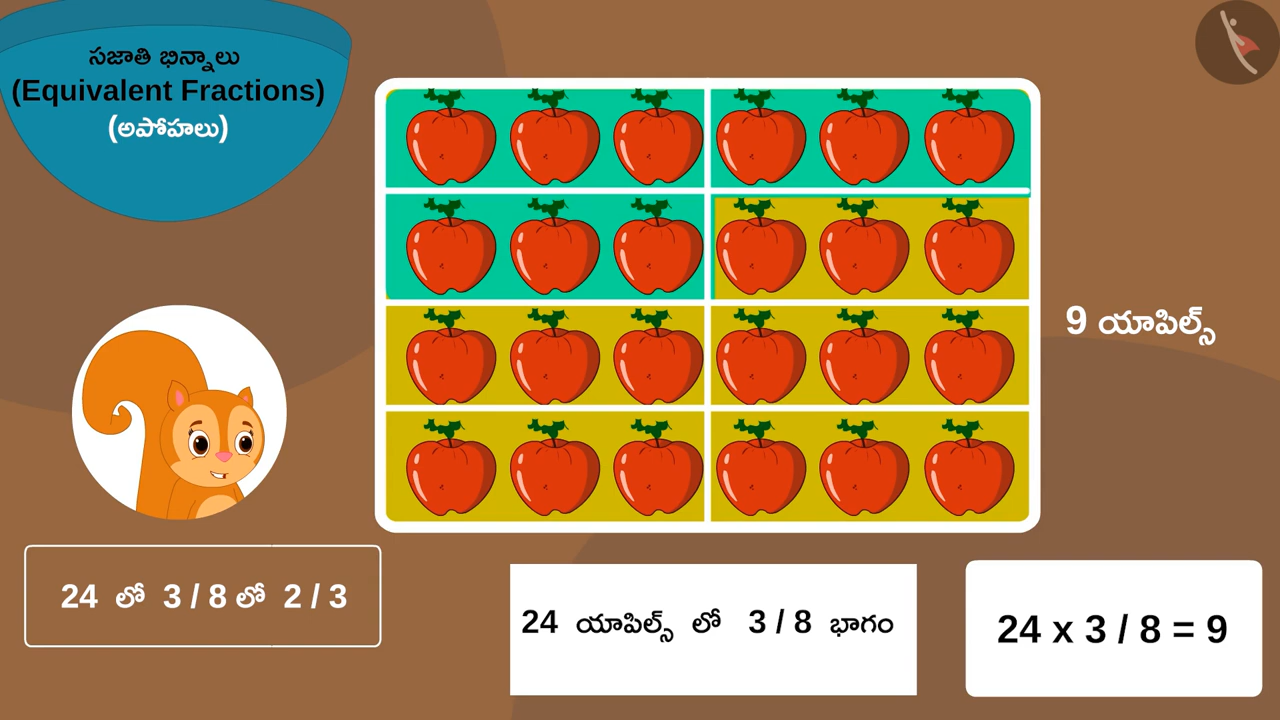 సజాతి భిన్నాలు
(Equivalent Fractions)
(అపోహలు)
9 యాపిల్స్
24 లో 3 / 8 లో 2 / 3
24 యాపిల్స్ లో 3 / 8 భాగం
24 x 3 / 8 = 9